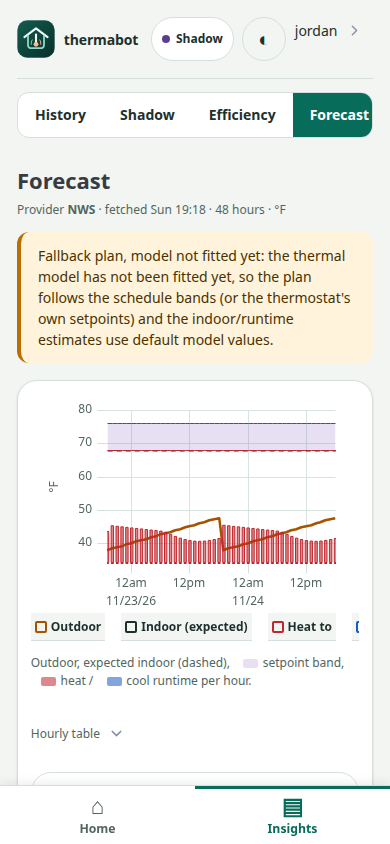 thermabot
Shadow
jordan
History
Shadow
Efficiency
Forecast
Forecast
Provider NWS · fetched Sun 19:18 · 48 hours · °F
Fallback plan, model not fitted yet: the thermal
model has not been fitted yet, so the plan
follows the schedule bands (or the thermostat's
own setpoints) and the indoor/runtime
estimates use default model values.
80
70
60
50
40
°F
12am
12pm
12am
12pm
11/23/26
11/24
Outdoor
Indoor (expected)
Heat to
Outdoor, expected indoor (dashed), setpoint band,
heat / cool runtime per hour.
Hourly table
Home
Insights